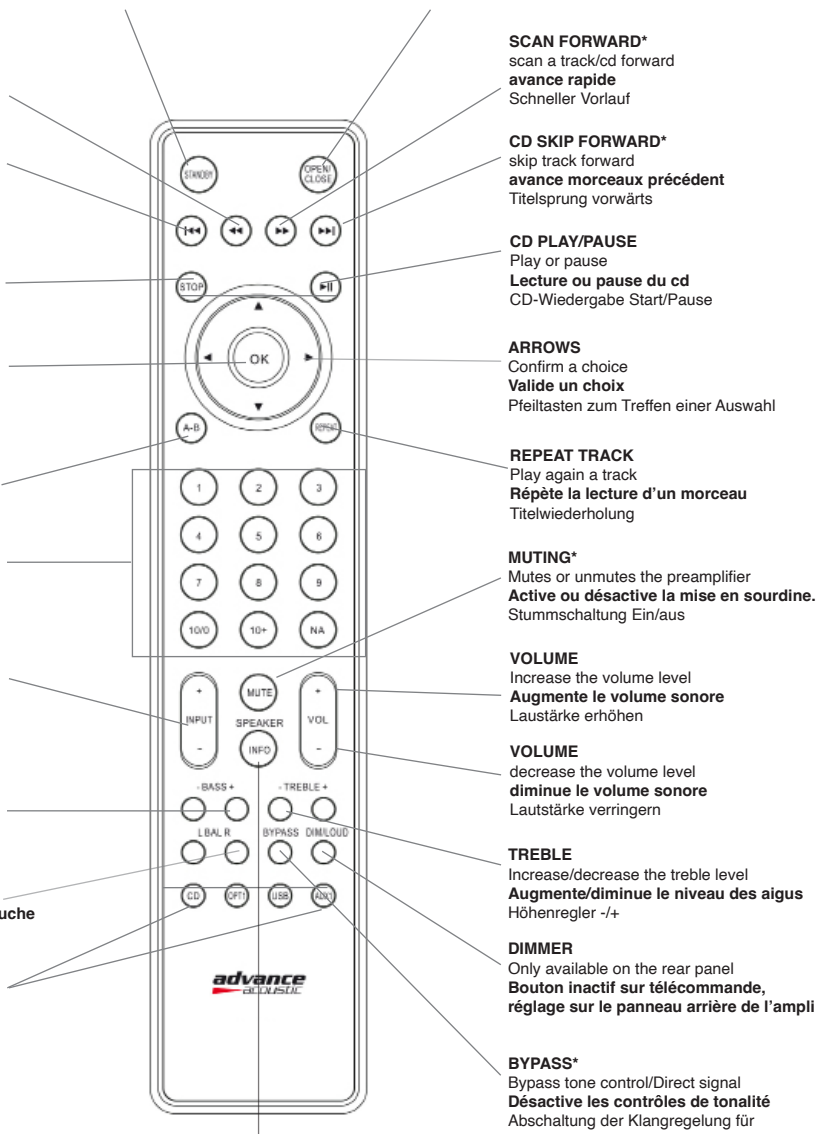 SCAN FORWARD*
scan a track/cd forward
avance rapide
Schneller Vorlauf
CD SKIP FORWARD*
skip track forward
avance morceaux précédent
Titelsprung vorwärts
CD PLAY/PAUSE
Play or pause
Lecture ou pause du cd
CD-Wiedergabe Start/Pause
ARROWS
Confirm a choice
Valide un choix
Pfeiltasten zum Treffen einer Auswahl
REPEAT TRACK
Play again a track
Répète la lecture d'un morceau
Titelwiederholung
MUTING*
Mutes or unmutes the preamplifier
Active ou désactive la mise en sourdine.
Stummschaltung Ein/aus
VOLUME
Increase the volume level
Augmente le volume sonore
Laustärke erhöhen
VOLUME
decrease the volume level
diminue le volume sonore
Lautstärke verringern
TREBLE
Increase/decrease the treble level
Augmente/diminue le niveau des aigus
Höhenregler -/+
DIMMER
Only available on the rear panel
Bouton inactif sur télécommande,
réglage sur le panneau arrière de l'ampli
BYPASS*
Bypass tone control/Direct signal
Désactive les contrôles de tonalité
Abschaltung der Klangregelung für
STANDBY
OPEN/
CLOSE
STOP
OK
A-B
REPEAT
1 2 3
4 5 6
7 8 9
10/0 10+ NA
+ MUTE +
INPUT SPEAKER VOL
- INFO -
- BASS + - TREBLE +
L BAL R BYPASS DIM/LOUD
CD OPT1 USB AUX1
advance
acoustic
uche